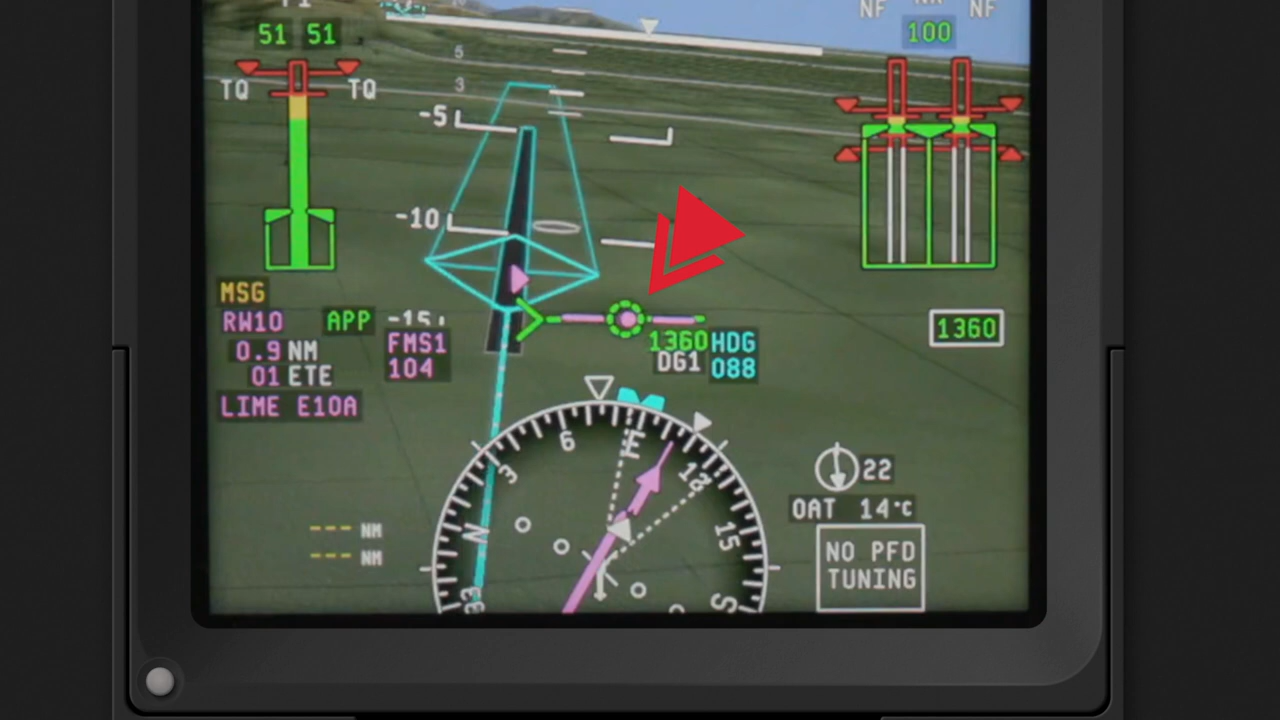 NF NF
51 51
100
5
3
TQ TQ
-5
-10
MSG
RW10 APP -15
0.9 NM
01 ETE
LIME E10A
FMS1
104
1360 HDG
DG1 088
1360
6 E
3 12
N 15
33 S
22
OAT 14°C
--- NM
--- NM
NO PFD
TUNING